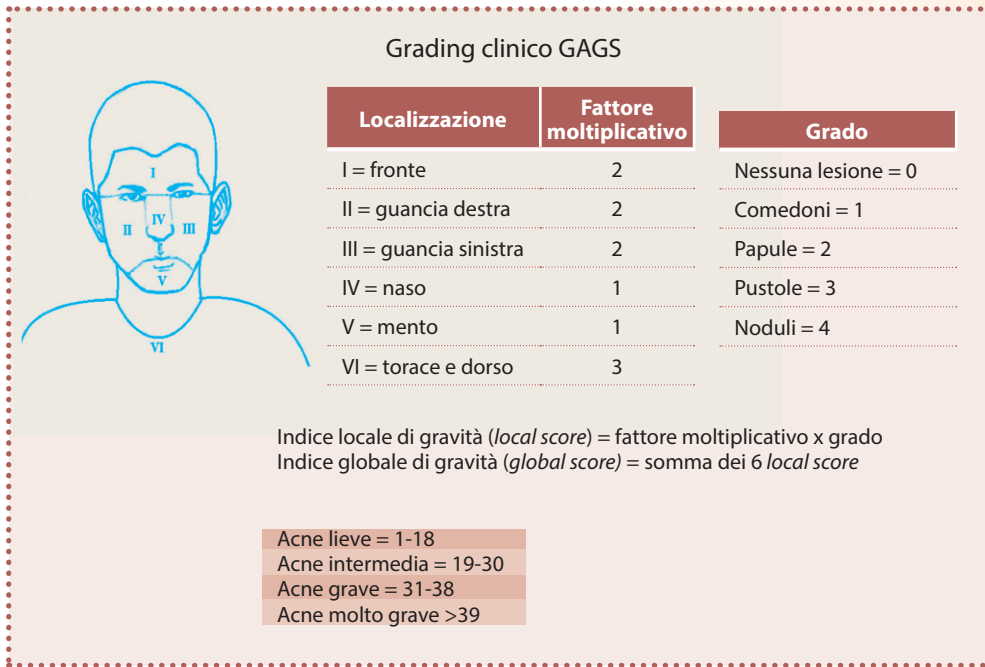 Grading clinico GAGS
I
II
IV
III
V
VI
Localizzazione Fattore moltiplicativo
I = fronte 2
II = guancia destra 2
III = guancia sinistra 2
IV = naso 1
V = mento 1
VI = torace e dorso 3
Grado
Nessuna lesione = 0
Comedoni = 1
Papule = 2
Pustole = 3
Noduli = 4
Indice locale di gravità (local score) = fattore moltiplicativo x grado
Indice globale di gravità (global score) = somma dei 6 local score
Acne lieve = 1-18
Acne intermedia = 19-30
Acne grave = 31-38
Acne molto grave >39